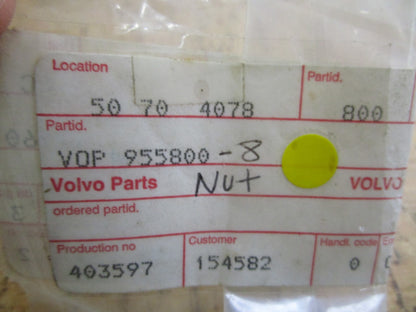 Location Partid.
50 70 4078 800
Partid.
VOP 955800 -8
Volvo Parts Nut VOLVO
ordered partid.
Production no Customer Handl. code
403597 154582 0